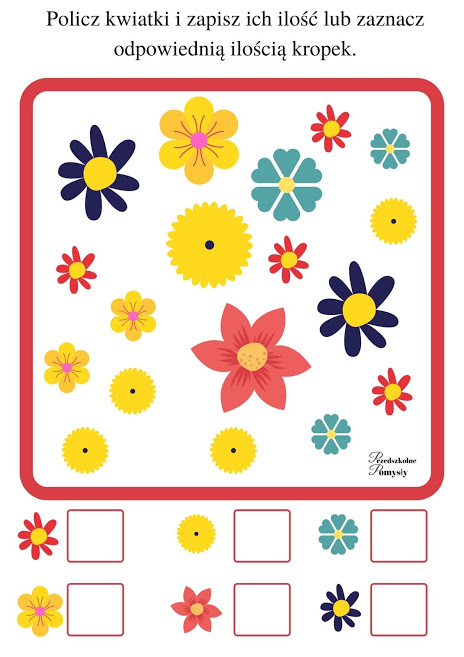 Policz kwiatki i zapisz ich ilość lub zaznacz
odpowiednią ilością kropek.
Przedszkolne
Pomysły